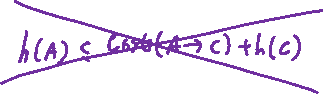 h(A) ≤ Cost(A→C) + h(C)